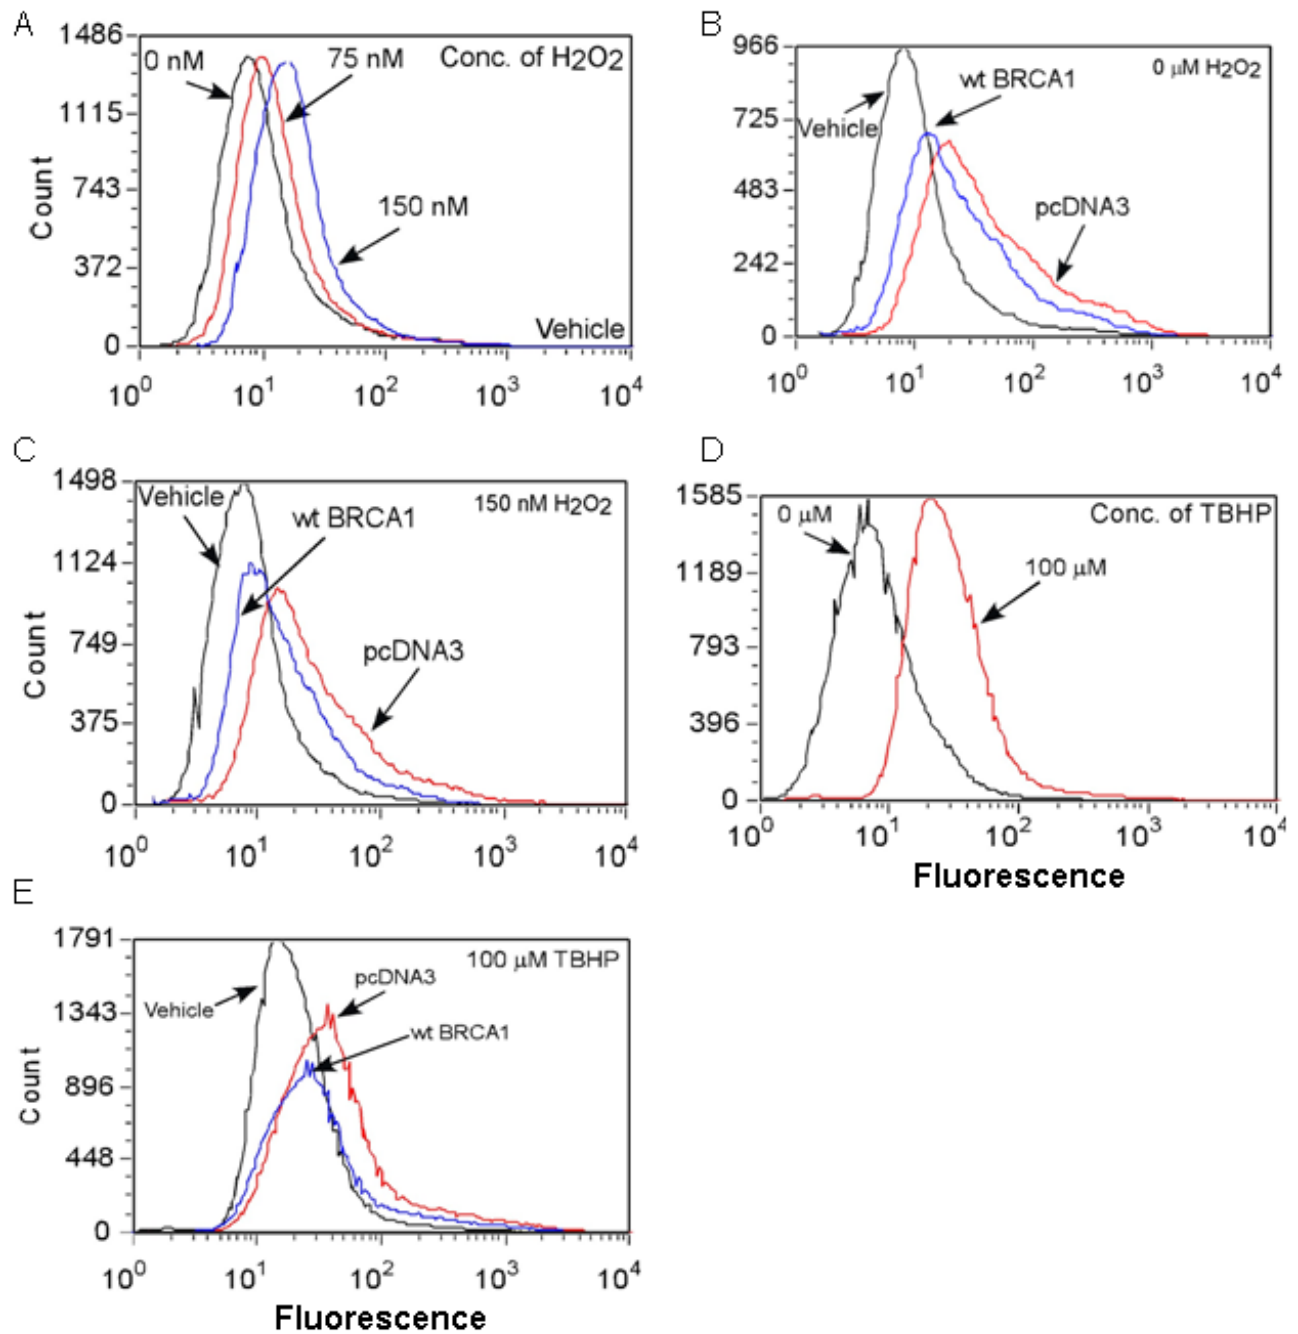 A
1486
1115
743
372
0
Count
0 nM
75 nM
Conc. of H2O2
150 nM
Vehicle
10^0 10^1 10^2 10^3 10^4
B
966
725
483
242
0
0 μM H2O2
wt BRCA1
Vehicle
pcDNA3
10^0 10^1 10^2 10^3 10^4
C
1498
1124
749
375
0
Count
Vehicle
150 nM H2O2
wt BRCA1
pcDNA3
10^0 10^1 10^2 10^3 10^4
D
1585
1189
793
396
0
0 μM
Conc. of TBHP
100 μM
10^0 10^1 10^2 10^3 10^4
Fluorescence
E
1791
1343
896
448
0
Count
100 μM TBHP
pcDNA3
Vehicle
wt BRCA1
10^0 10^1 10^2 10^3 10^4
Fluorescence